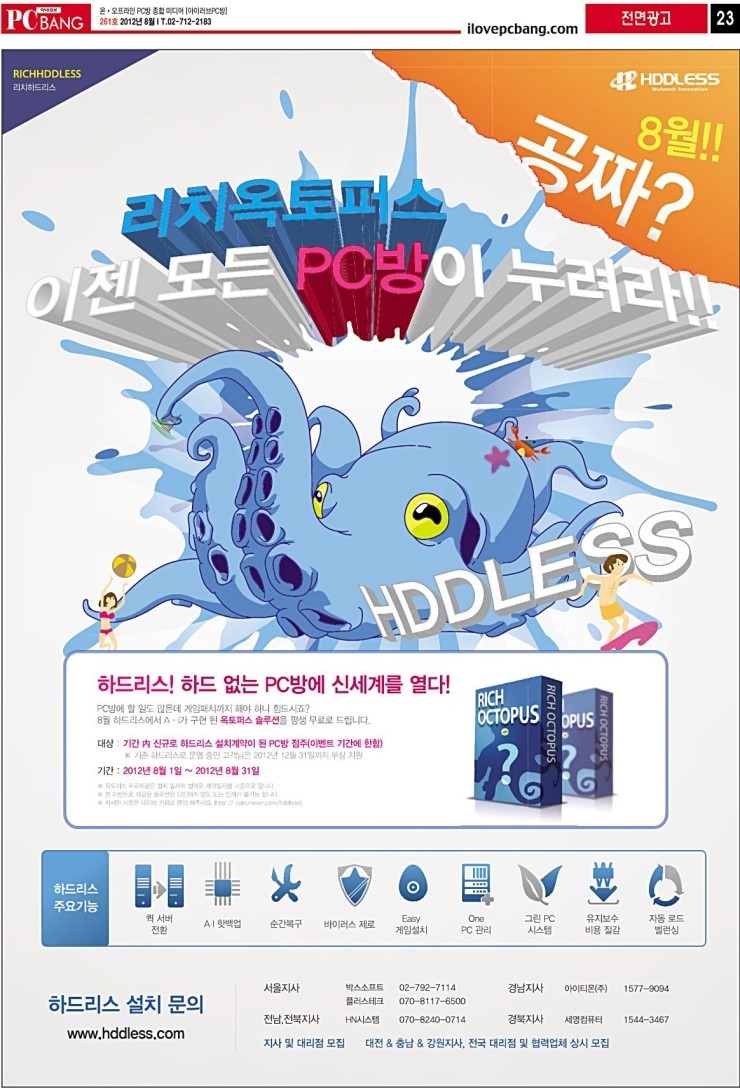 아이러브 PCBANG
온•오프라인 PC방 종합 미디어 [아이러브PC방]
261호 2012년 8월 I T.02-712-2183
ilovepcbang.com
전면광고
23
RICHHDDLESS
리치하드리스
HDDLESS
Network Innovation
8월!!
공짜?
리치옥토퍼스
이젠 모든 PC방이 누려라!!
HDDLESS
하드리스! 하드 없는 PC방에 신세계를 열다!
PC방에 할 일도 많은데 게임패치까지 해야 하니 힘드시죠?
8월 하드리스에서 A·I가 구현 된 옥토퍼스 솔루션을 평생 무료로 드립니다.
대상 : 기간 內 신규로 하드리스 설치계약이 된 PC방 점주(이벤트 기간에 한함)
※ 기존 하드리스로 운영 중인 고객님은 2012년 12월 31일까지 무상 지원
기간 : 2012년 8월 1일 ~ 2012년 8월 31일
RICH OCTOPUS
RICH OCTOPUS
OPUS
RICH OCTOPUS
하드리스
주요기능
퀵 서버
전환
A·I 핫백업
순간복구
바이러스 제로
Easy
게임설치
One
PC 관리
그린 PC
시스템
유지보수
비용 절감
자동 로드
밸런싱
하드리스 설치 문의
www.hddless.com
서울지사 박스소프트 02-792-7114
플러스테크 070-8117-6500
전남,전북지사 HN시스템 070-8240-0714
경남지사 아이티온(주) 1577-9094
경북지사 세명컴퓨터 1544-3467
지사 및 대리점 모집 대전 & 충남 & 강원지사, 전국 대리점 및 협력업체 상시 모집